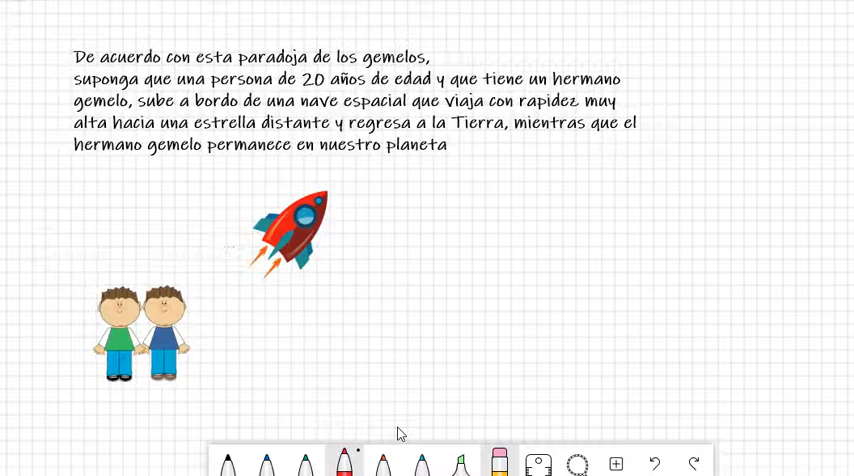 De acuerdo con esta paradoja de los gemelos,
suponga que una persona de 20 años de edad y que tiene un hermano
gemelo, sube a bordo de una nave espacial que viaja con rapidez muy
alta hacia una estrella distante y regresa a la Tierra, mientras que el
hermano gemelo permanece en nuestro planeta